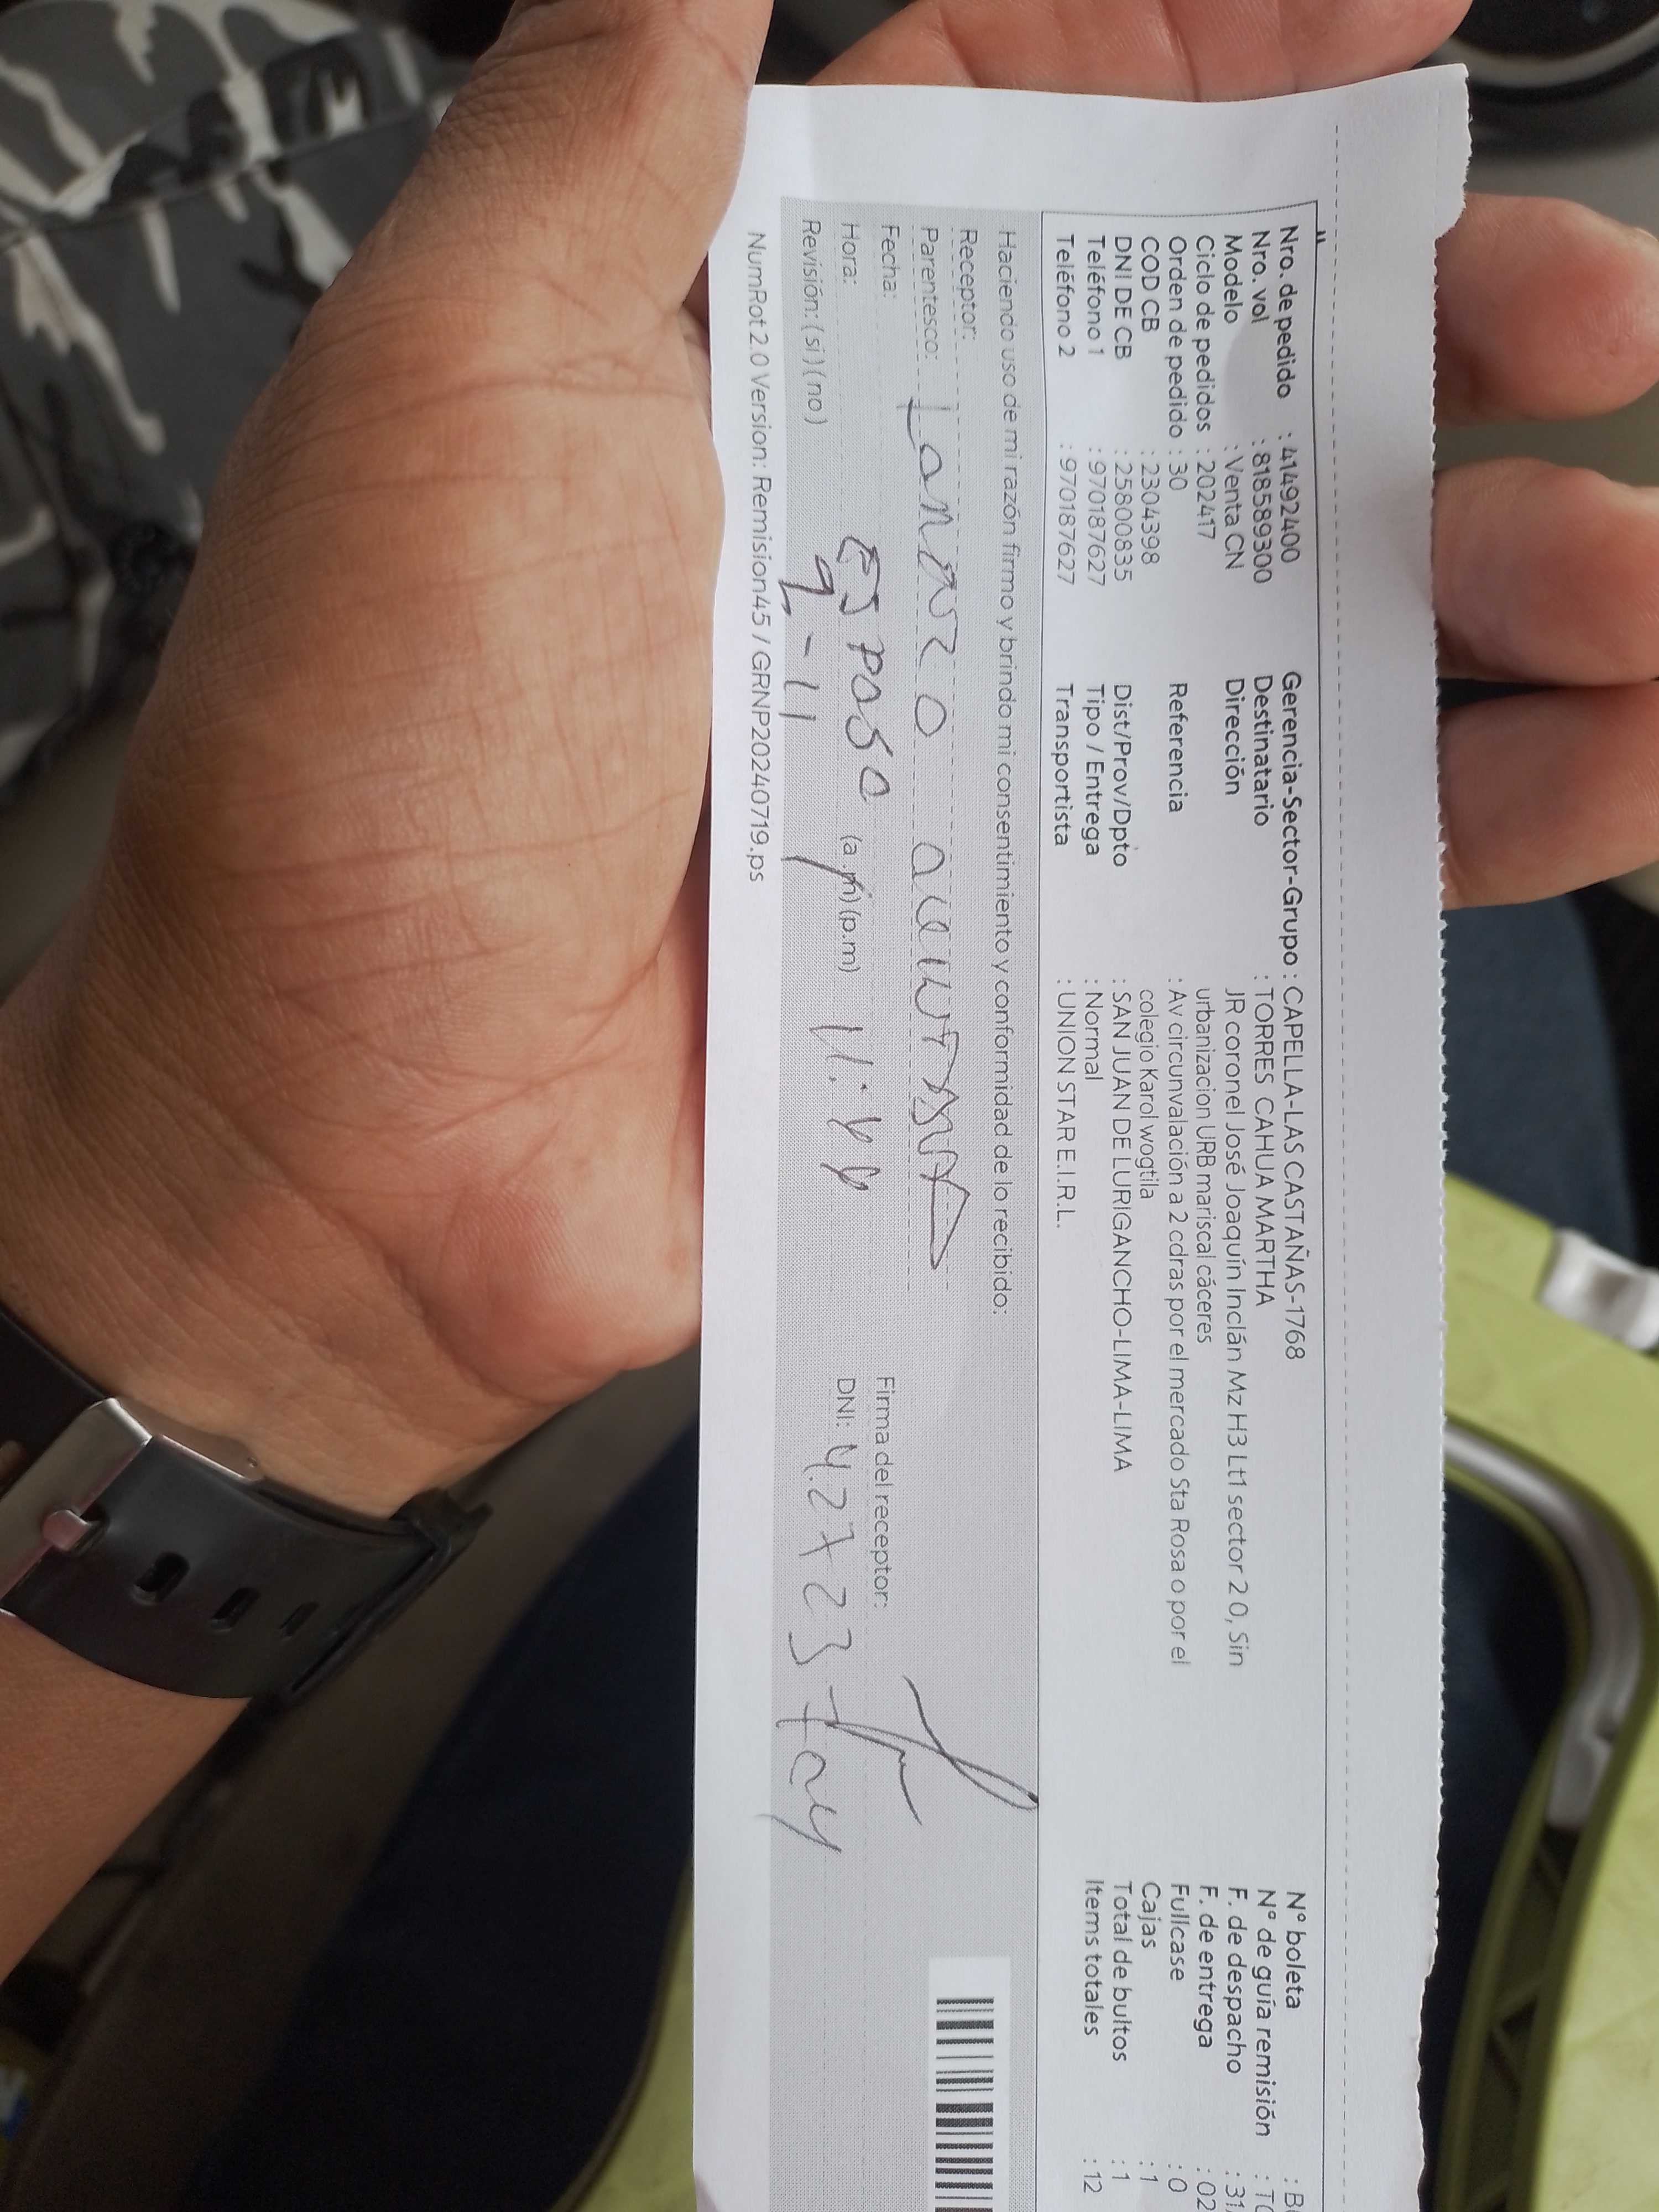 Nro. de pedido : 41492400 Gerencia-Sector-Grupo : CAPELLA-LAS CASTAÑAS-1768 N° boleta
Nro. vol : 818589300 Destinatario : TORRES CAHUA MARTHA N° de guía remisión
Modelo : Venta CN Dirección JR coronel José Joaquín Inclán Mz H3 Lt1 sector 2 0, Sin F. de despacho : 31
Ciclo de pedidos : 202417 urbanizacion URB mariscal cáceres F. de entrega : 02
Orden de pedido : 30 Referencia : Av circunvalación a 2 cdras por el mercado Sta Rosa o por el Fullcase : 0
COD CB : 2304398 colegio Karol wogtila Cajas : 1
DNI DE CB : 25800835 Dist/Prov/Dpto : SAN JUAN DE LURIGANCHO-LIMA-LIMA Total de bultos : 1
Teléfono 1 : 970187627 Tipo / Entrega : Normal Items totales : 12
Teléfono 2 : 970187627 Transportista : UNION STAR E.I.R.L.
Haciendo uso de mi razón firmo y brindo mi consentimiento y conformidad de lo recibido:
Receptor:
Parentesco:
Fecha: Esposo Firma del receptor:
Hora: (a.m) (p.m) DNI:
Revisión: ( si ) ( no ) 9-11
NumRot 2.0 Version: Remision45 / GRNP20240719.ps